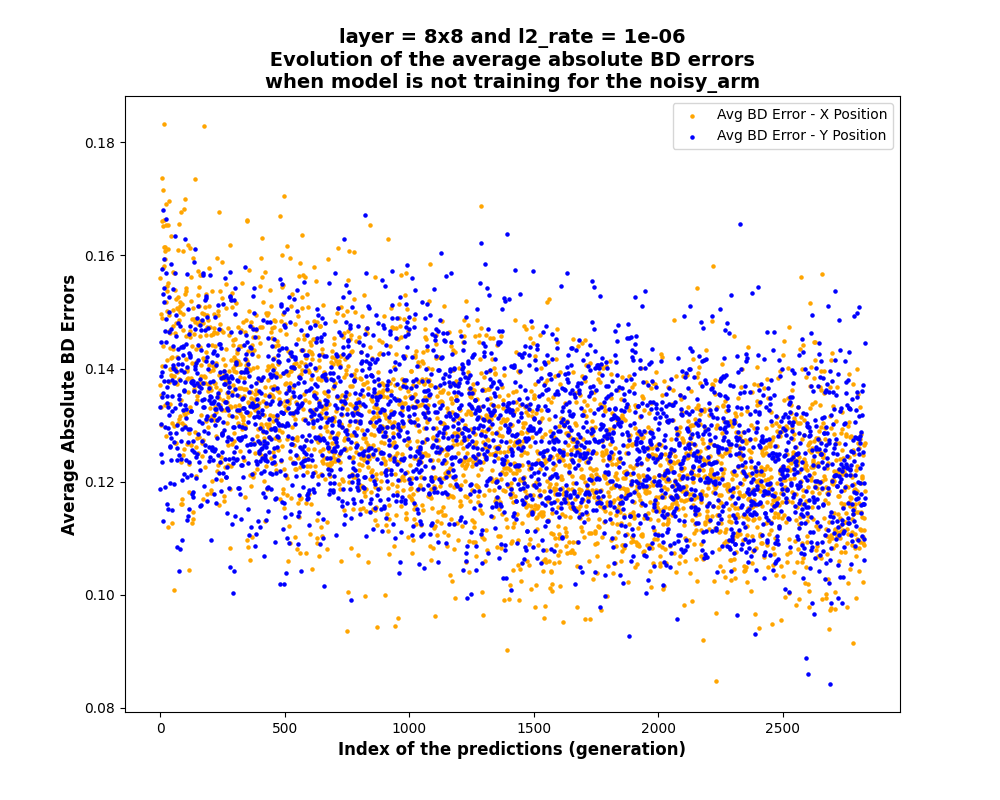 layer = 8x8 and l2_rate = 1e-06
Evolution of the average absolute BD errors
when model is not training for the noisy_arm
Avg BD Error - X Position
Avg BD Error - Y Position
Average Absolute BD Errors
0.18
0.16
0.14
0.12
0.10
0.08
0
500
1000
1500
2000
2500
Index of the predictions (generation)